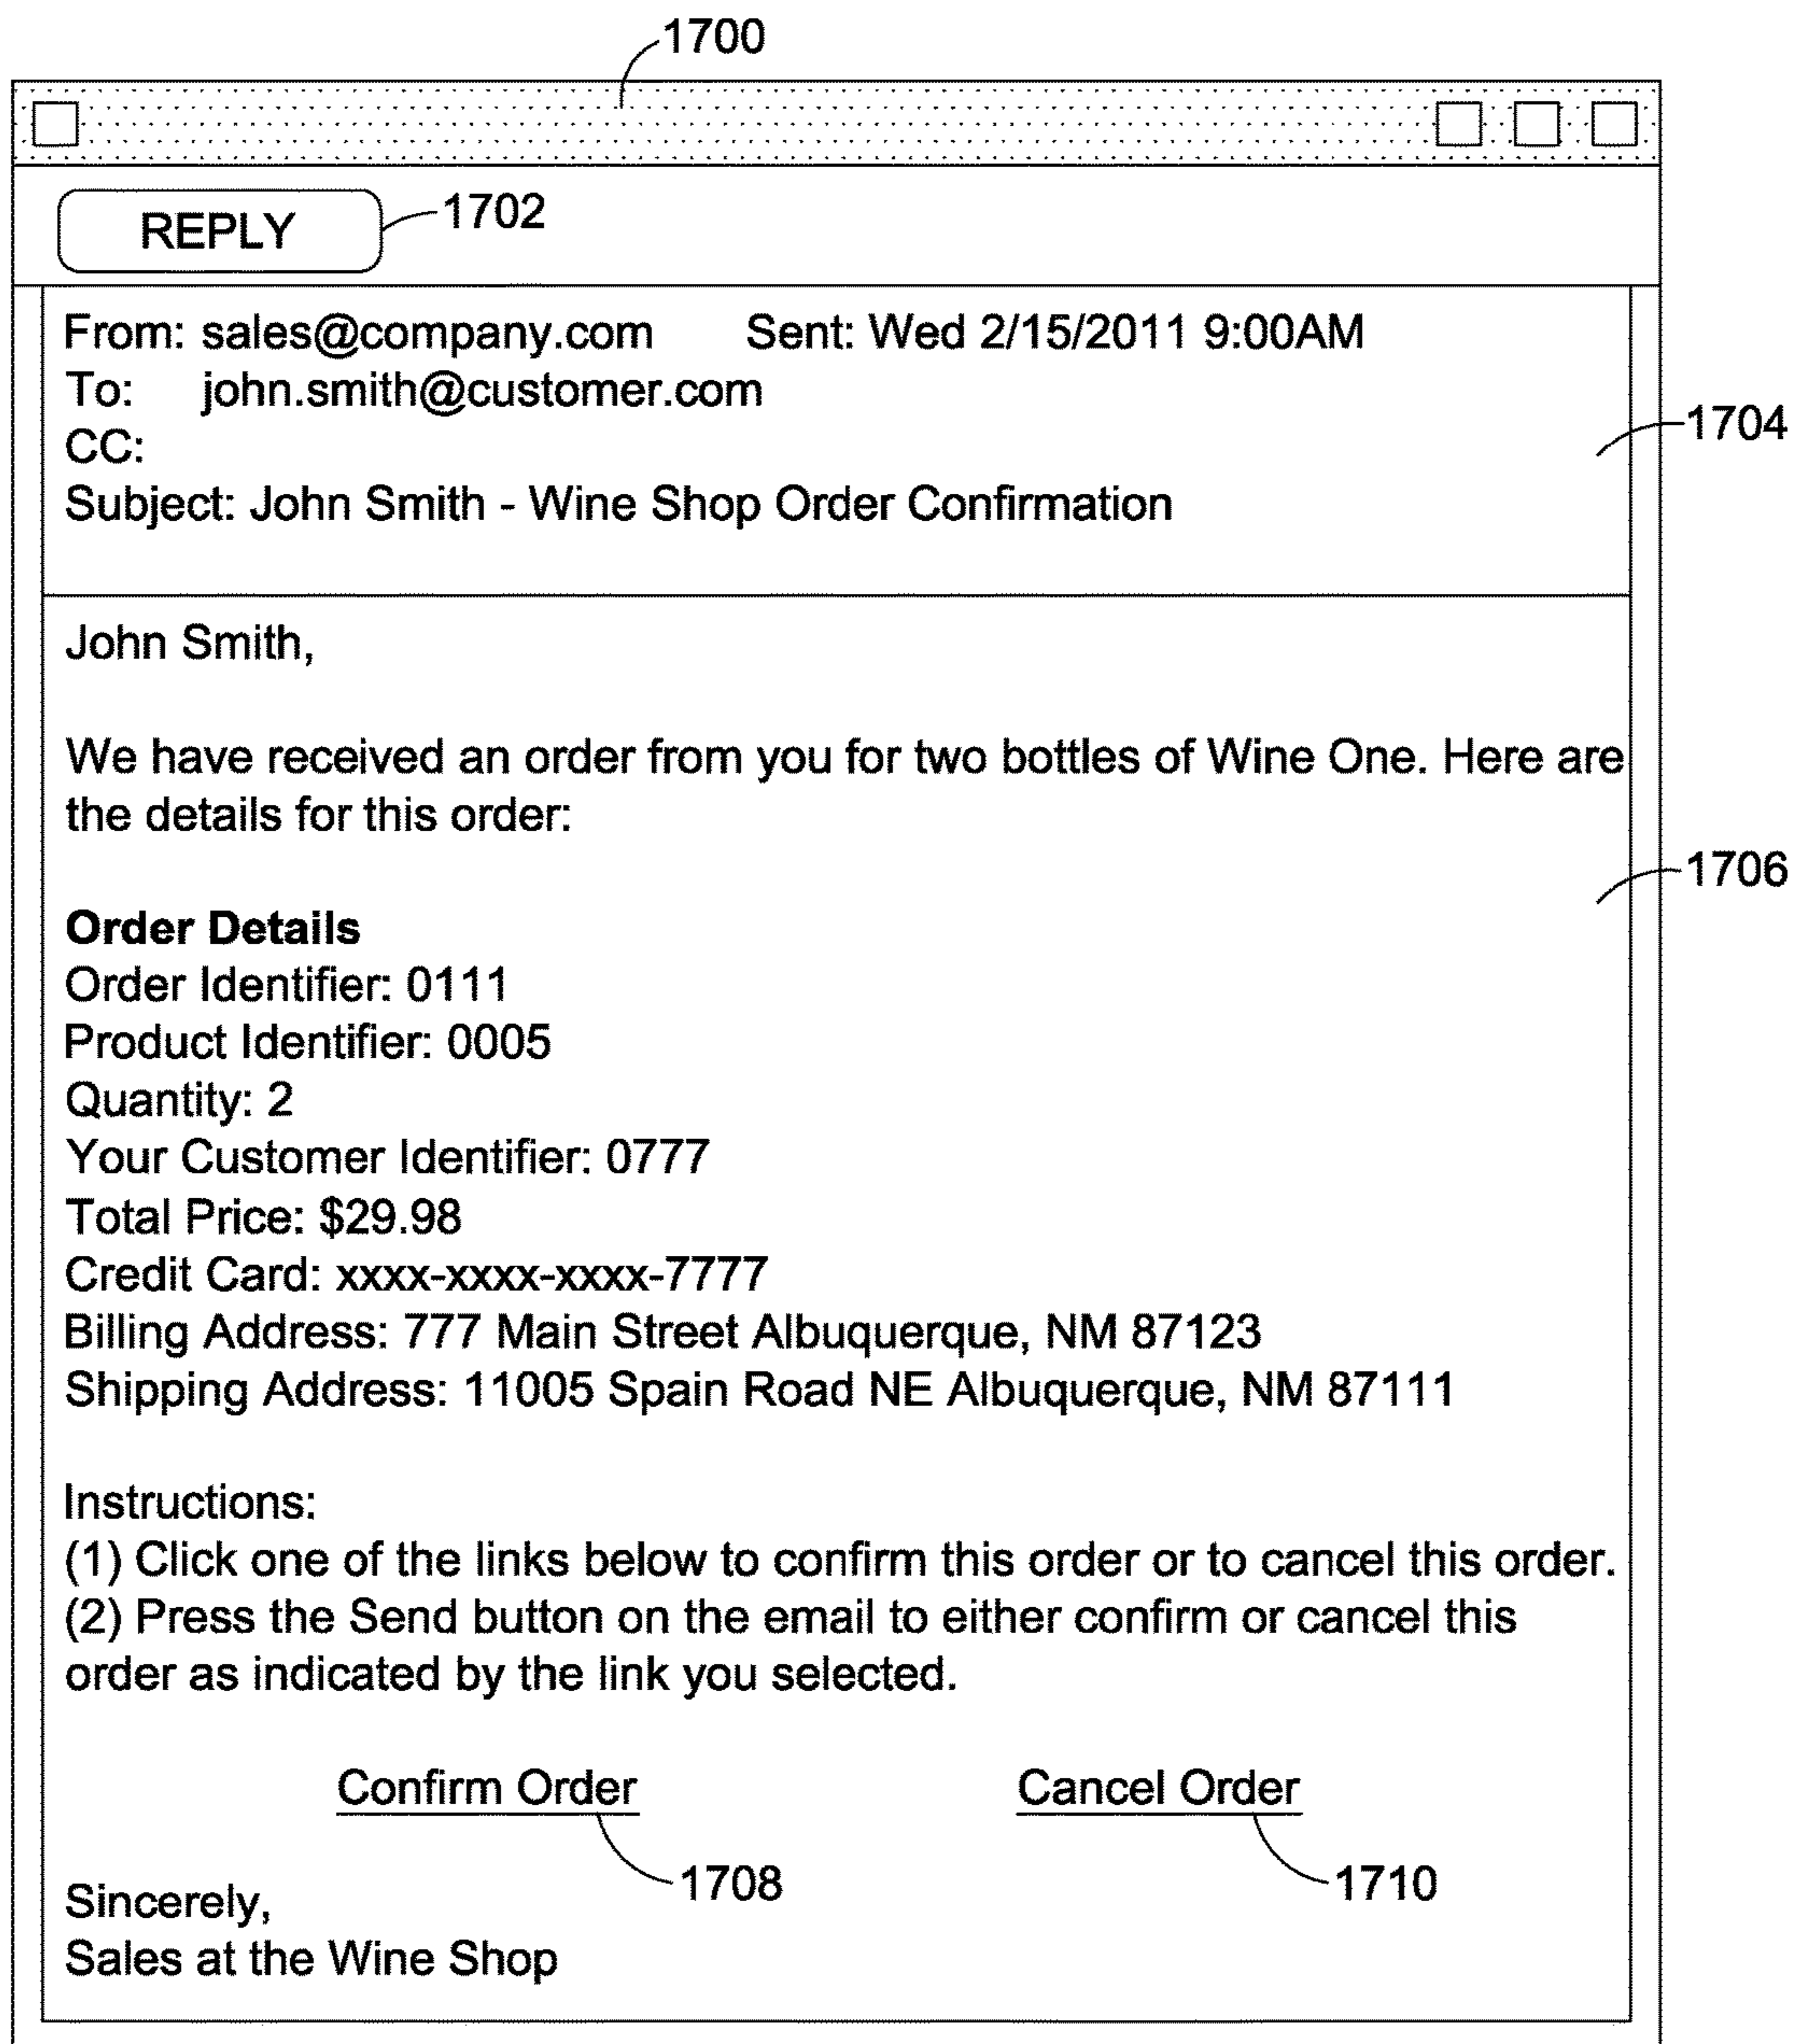 1700
REPLY
1702
From: sales@company.com Sent: Wed 2/15/2011 9:00AM
To: john.smith@customer.com
CC:
1704
Subject: John Smith - Wine Shop Order Confirmation
John Smith,
We have received an order from you for two bottles of Wine One. Here are
the details for this order:
1706
Order Details
Order Identifier: 0111
Product Identifier: 0005
Quantity: 2
Your Customer Identifier: 0777
Total Price: $29.98
Credit Card: xxxx-xxxx-xxxx-7777
Billing Address: 777 Main Street Albuquerque, NM 87123
Shipping Address: 11005 Spain Road NE Albuquerque, NM 87111
Instructions:
(1) Click one of the links below to confirm this order or to cancel this order.
(2) Press the Send button on the email to either confirm or cancel this
order as indicated by the link you selected.
Confirm Order Cancel Order
1708 1710
Sincerely,
Sales at the Wine Shop